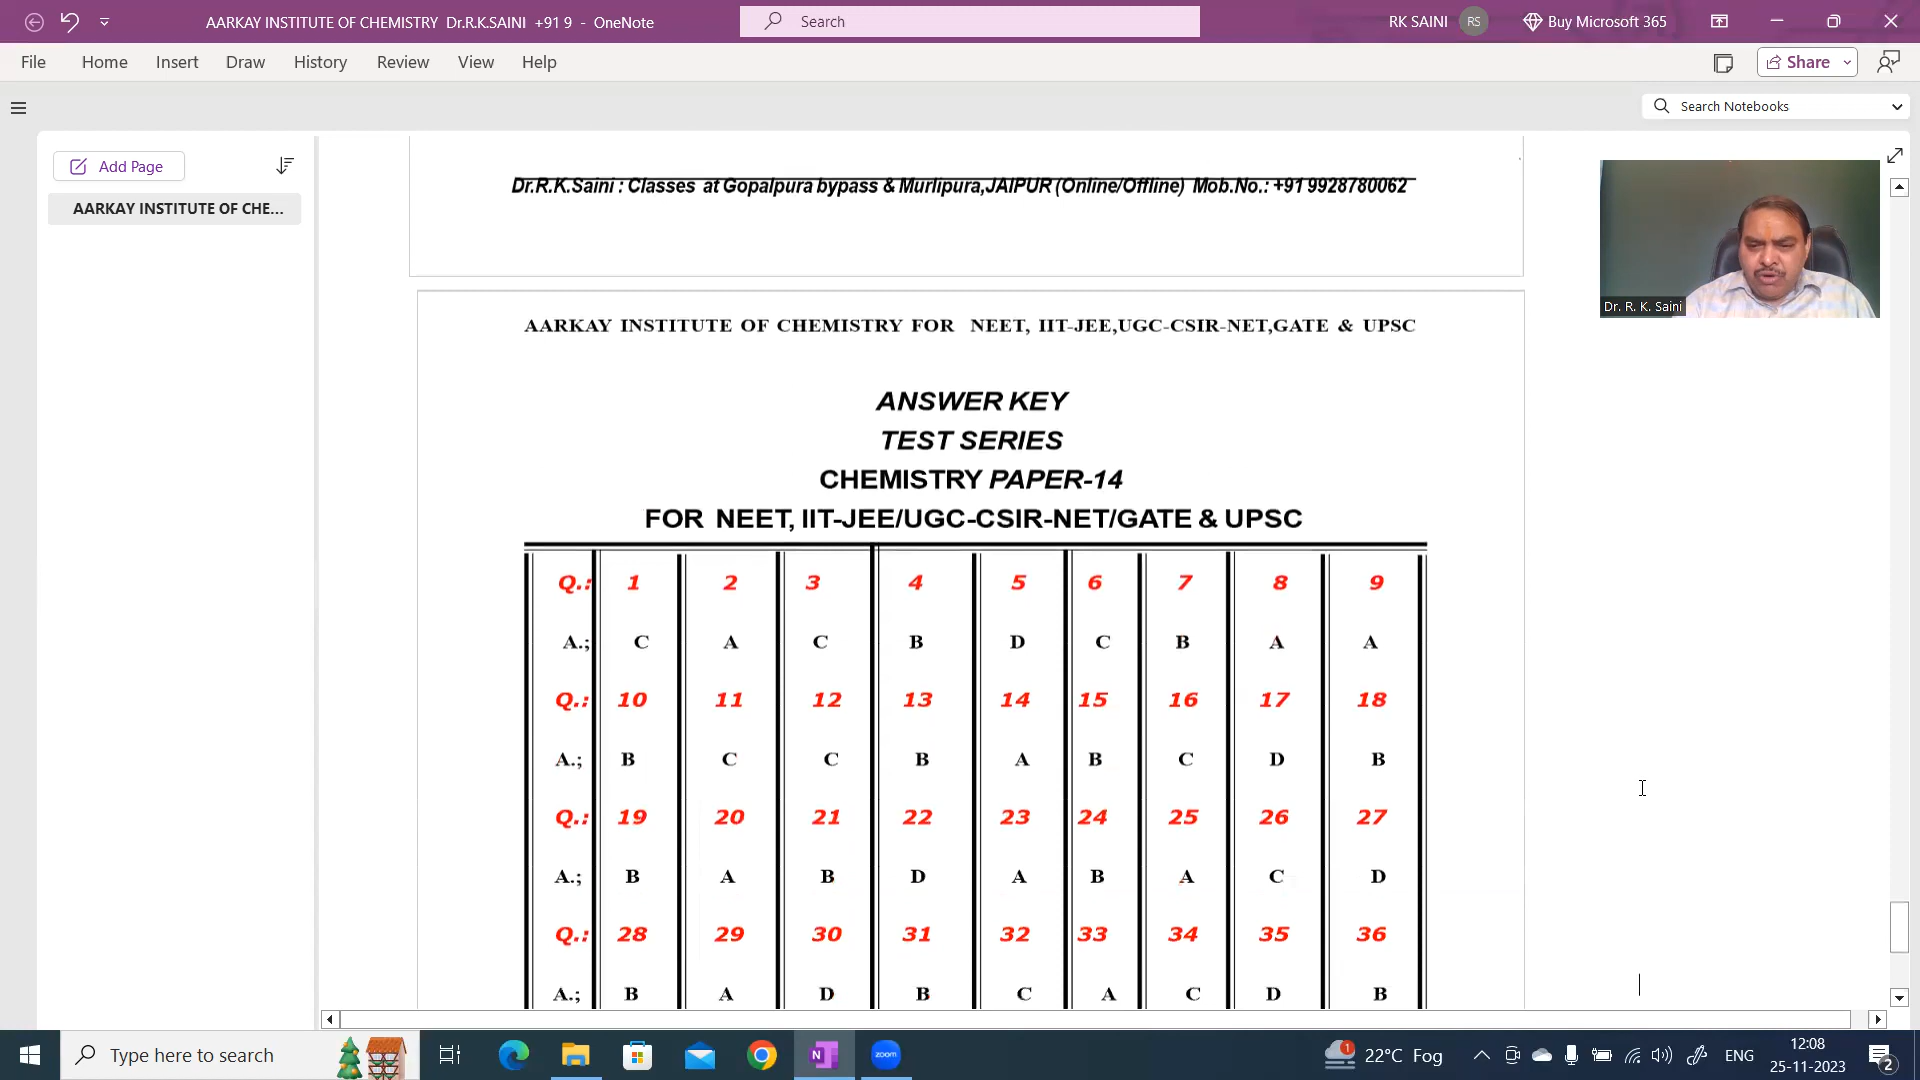 AARKAY INSTITUTE OF CHEMISTRY Dr.R.K.SAINI +91 9 - OneNote
Search
RK SAINI
RS
Buy Microsoft 365
File Home Insert Draw History Review View Help
Share
Search Notebooks
Add Page
AARKAY INSTITUTE OF CHE...
Dr.R.K.Saini : Classes at Gopalpura bypass & Murlipura,JAIPUR (Online/Offline) Mob.No.: +91 9928780062
Dr. R. K. Saini
AARKAY INSTITUTE OF CHEMISTRY FOR NEET, IIT-JEE,UGC-CSIR-NET,GATE & UPSC
ANSWER KEY
TEST SERIES
CHEMISTRY PAPER-14
FOR NEET, IIT-JEE/UGC-CSIR-NET/GATE & UPSC
Q.: 1 2 3 4 5 6 7 8 9
A.; C A C B D C B A A
Q.: 10 11 12 13 14 15 16 17 18
A.; B C C B A B C D B
Q.: 19 20 21 22 23 24 25 26 27
A.; B A B D A B A C D
Q.: 28 29 30 31 32 33 34 35 36
A.; B A D B C A C D B
Type here to search
N
zoom
1
22°C Fog
ENG
12:08
25-11-2023
2